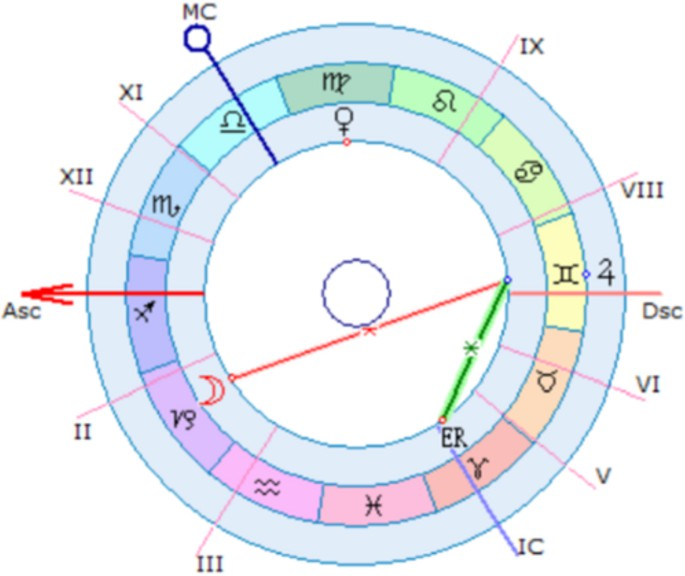 MC
IX
XI
♍
♌
♎
♀
XII
♋
VIII
♏
♊
♃
Asc
♐
Dsc
☽
♉
VI
II
♑
ER
♈
V
♒
♓
III
IC